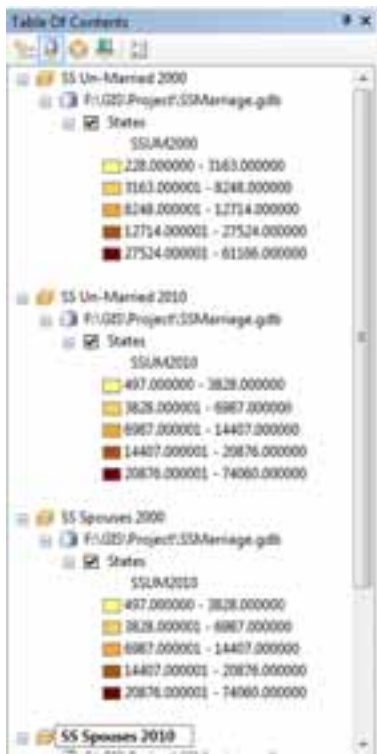 Table Of Contents
SS Un-Married 2000
F:\GIS\Project\SSMarriage.gdb
States
SSUM2000
228.000000 - 3163.000000
3163.000001 - 8248.000000
8248.000001 - 12714.000000
12714.000001 - 27524.000000
27524.000001 - 61166.000000
SS Un-Married 2010
F:\GIS\Project\SSMarriage.gdb
States
SSUM2010
497.000000 - 3828.000000
3828.000001 - 6987.000000
6987.000001 - 14407.000000
14407.000001 - 20876.000000
20876.000001 - 74060.000000
SS Spouses 2000
F:\GIS\Project\SSMarriage.gdb
States
SSUM2010
497.000000 - 3828.000000
3828.000001 - 6987.000000
6987.000001 - 14407.000000
14407.000001 - 20876.000000
20876.000001 - 74060.000000
SS Spouses 2010